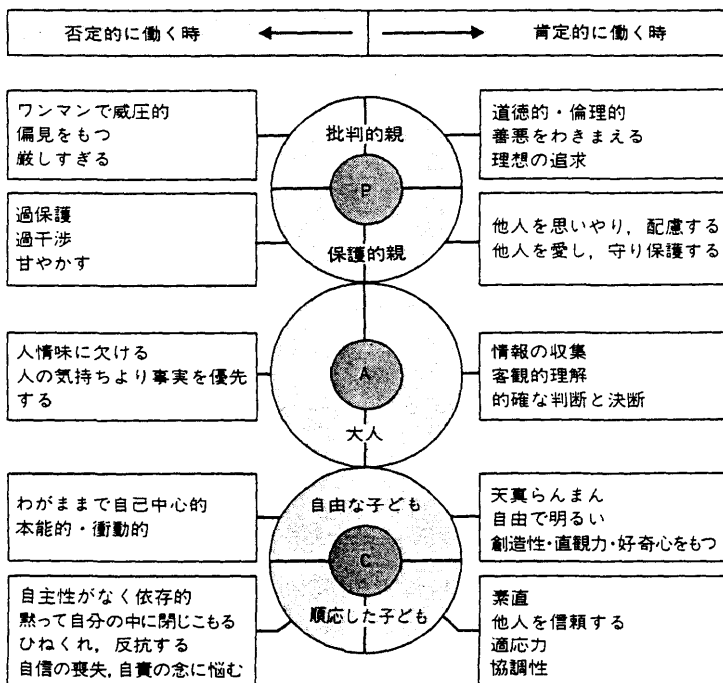 否定的に働く時
肯定的に働く時
ワンマンで威圧的
偏見をもつ
厳しすぎる
批判的親
道徳的・倫理的
善悪をわきまえる
理想の追求
P
過保護
過干渉
甘やかす
保護的親
他人を思いやり，配慮する
他人を愛し，守り保護する
人情味に欠ける
人の気持ちより事実を優先
する
A
大人
情報の収集
客観的理解
的確な判断と決断
わがままで自己中心的
本能的・衝動的
自由な子ども
天真らんまん
自由で明るい
創造性・直観力・好奇心をもつ
C
自主性がなく依存的
黙って自分の中に閉じこもる
ひねくれ，反抗する
自信の喪失，自責の念に悩む
順応した子ども
素直
他人を信頼する
適応力
協調性